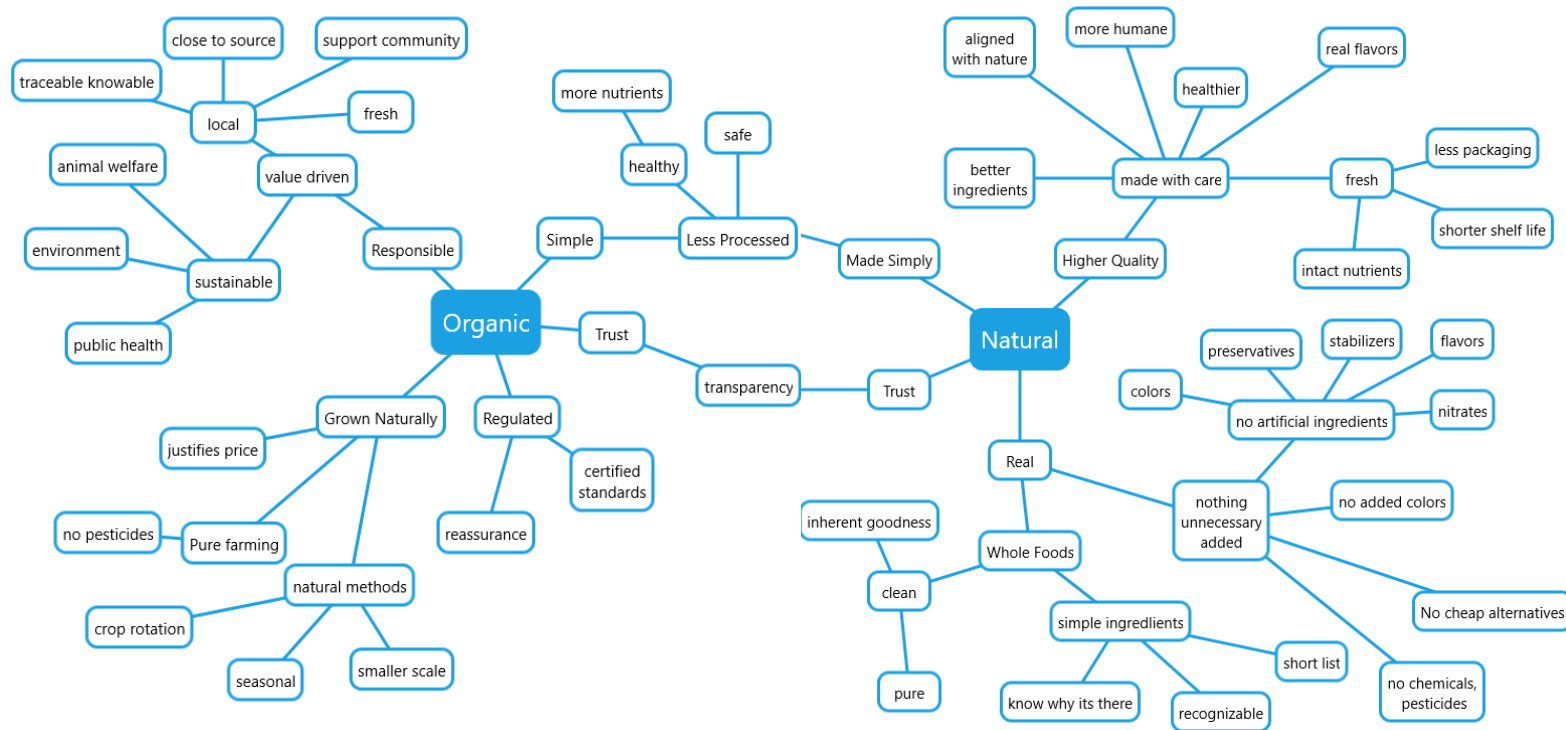 close to source
support community
traceable knowable
local
fresh
animal welfare
value driven
environment
sustainable
public health
Responsible
more nutrients
safe
healthy
Simple
Less Processed
Made Simply
Organic
Trust
transparency
Trust
Natural
Grown Naturally
Regulated
justifies price
certified
standards
reassurance
no pesticides
Pure farming
natural methods
crop rotation
seasonal
smaller scale
aligned
with nature
more humane
real flavors
healthier
better
ingredients
made with care
fresh
less packaging
shorter shelf life
intact nutrients
Higher Quality
preservatives
stabilizers
flavors
colors
no artificial ingredients
nitrates
Real
nothing
unnecessary
added
no added colors
No cheap alternatives
no chemicals,
pesticides
inherent goodness
Whole Foods
clean
pure
simple ingredlients
short list
know why its there
recognizable